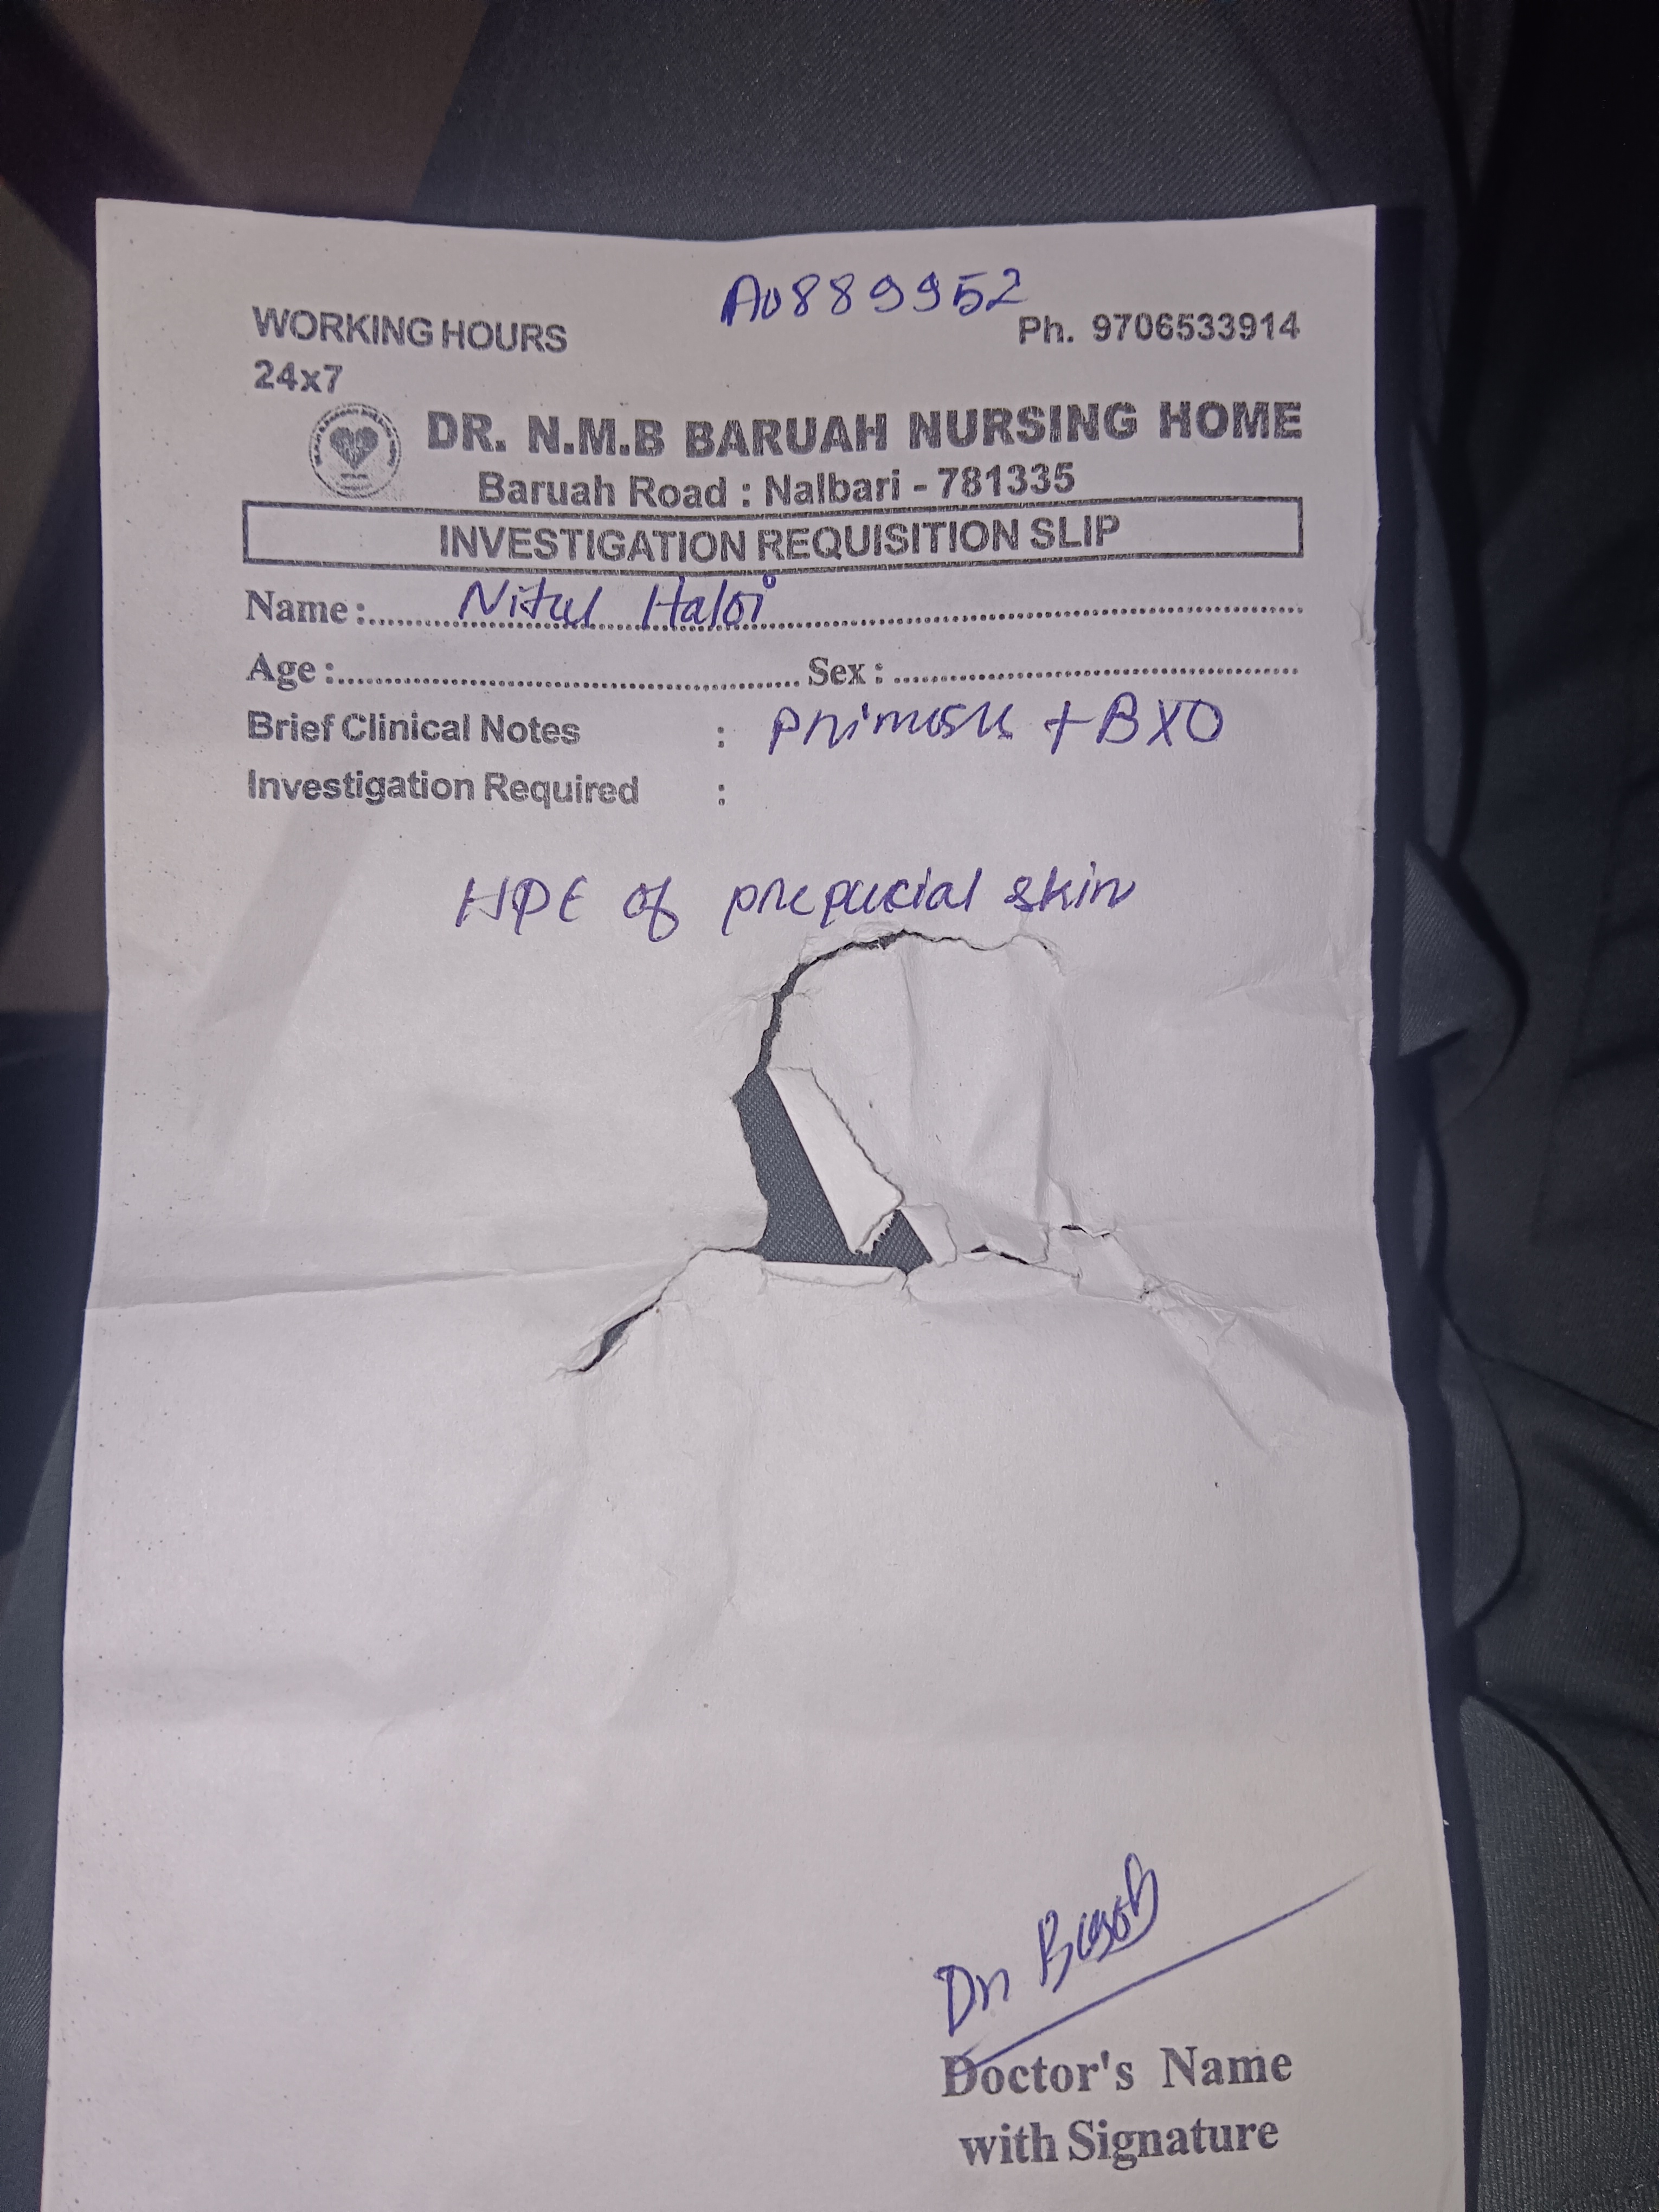 A0889952
WORKING HOURS
24x7
Ph. 9706533914
DR. N.M.B BARUAH NURSING HOME
Baruah Road : Nalbari - 781335
INVESTIGATION REQUISITION SLIP
Name : Nitul Haloi
Age : Sex :
Brief Clinical Notes : phimosis + BXO
Investigation Required :
HPE of preputial skin
Dr
Doctor's Name
with Signature